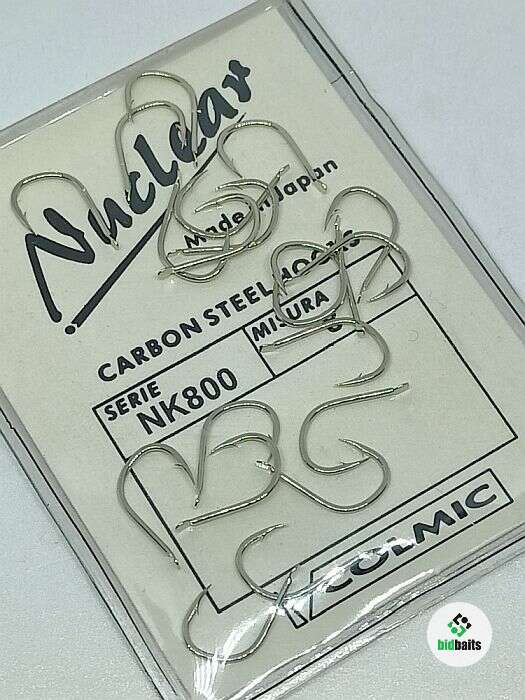 Nuclear
Made in Japan
CARBON STEEL HOOKS
SERIE
NK800
MISURA
COLMIC
bidbaits